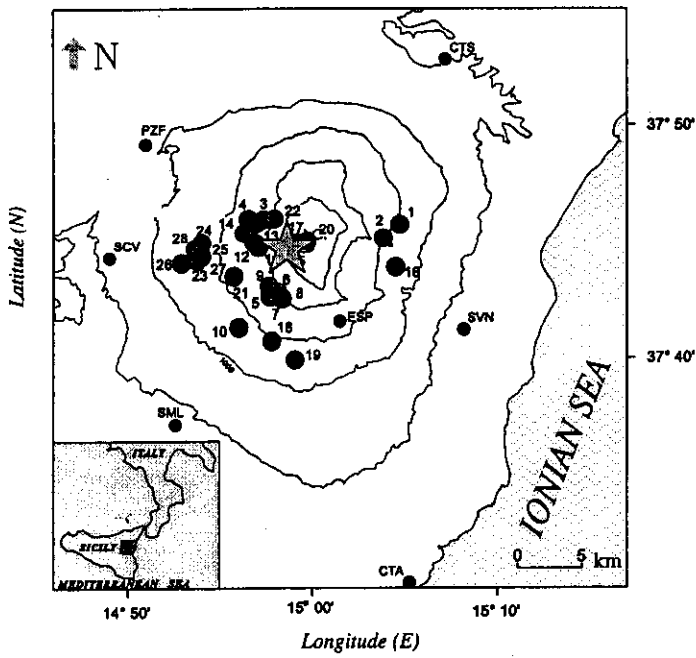 N
CTS
37° 50'
PZF
4 3 22
1
14
17 20
2
24
13
28
12
SCV
25
26
23 27
18
9 6
21 5 8
7
ESP
10
18
SVN
19
37° 40'
1000
SML
IONIAN SEA
ITALY
SICILY
MEDITERRANEAN SEA
0 5 km
CTA
14° 50'
15° 00'
15° 10'
Latitude (N)
Longitude (E)